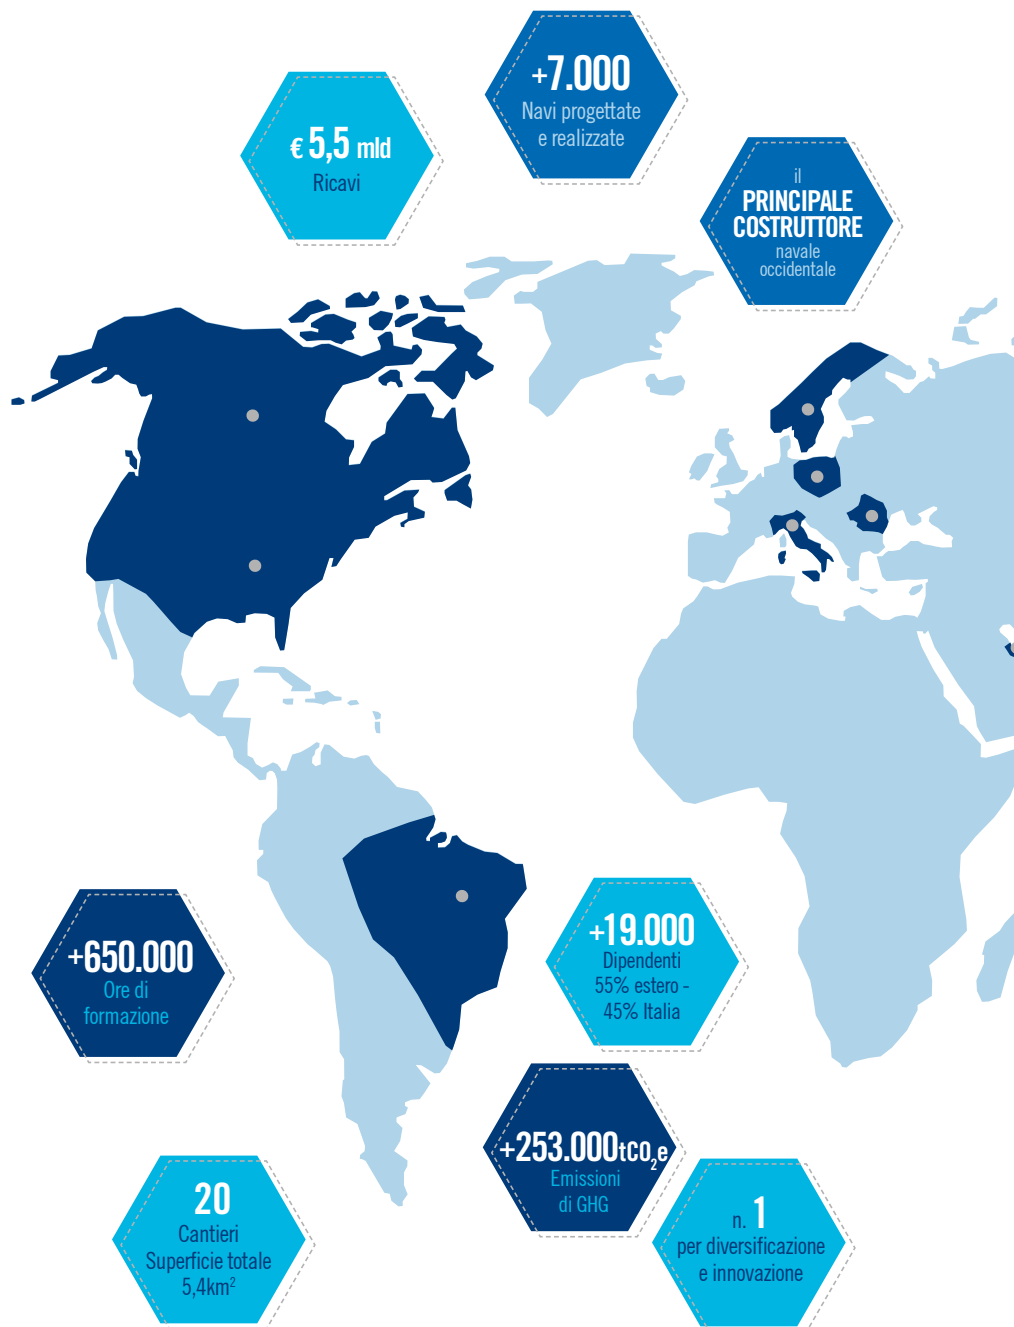 +7.000
Navi progettate
e realizzate
€ 5,5 mld
Ricavi
il
PRINCIPALE
COSTRUTTORE
navale
occidentale
+650.000
Ore di
formazione
+19.000
Dipendenti
55% estero -
45% Italia
+253.000tCO₂e
Emissioni
di GHG
20
Cantieri
Superficie totale
5,4km²
n. 1
per diversificazione
e innovazione